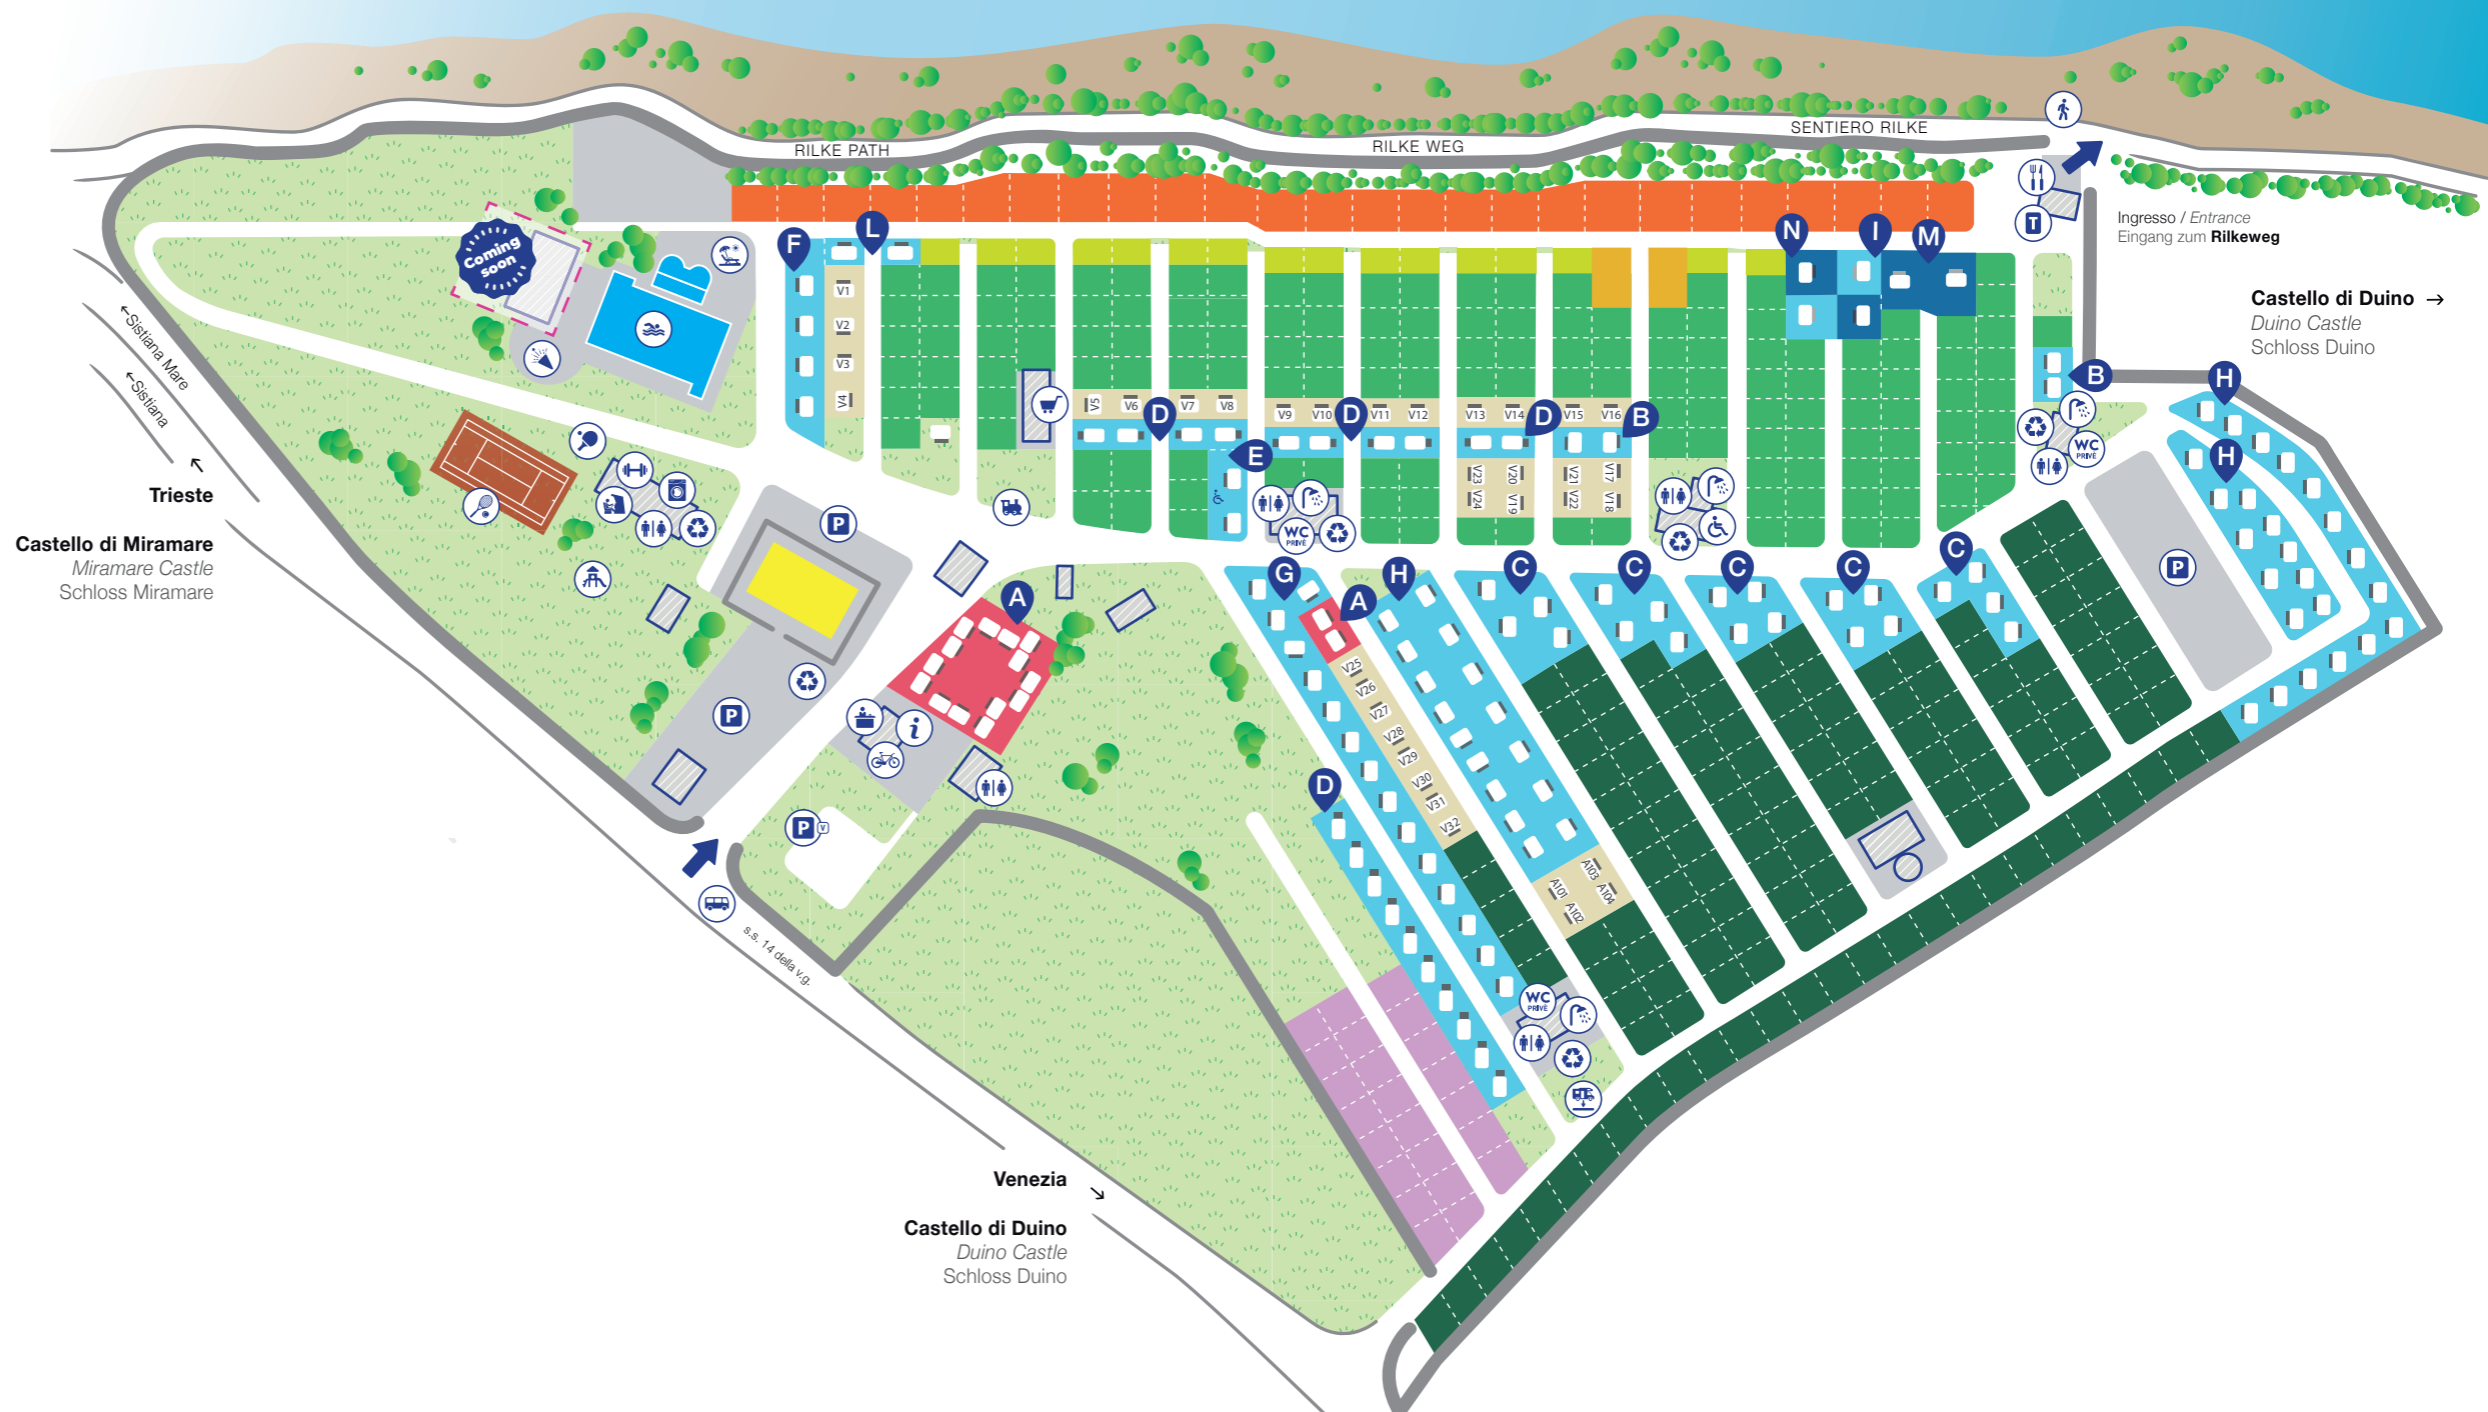 SENTIERO RILKE
RILKE WEG
RILKE PATH
Ingresso / Entrance
Eingang zum Rilkeweg
T
Castello di Duino →
Duino Castle
Schloss Duino
Coming
soon
←Sistiana Mare
←Sistiana
Trieste
Castello di Miramare
Miramare Castle
Schloss Miramare
F
L
N
I
M
V1
V2
V3
V4
B
H
H
V5
V6
V7
V8
V9
V10
V11
V12
V13
V14
V15
V16
D
D
D
B
E
V23
V20
V21
V17
V24
V19
V22
V18
WC
PRIVÉ
WC
PRIVÉ
P
P
P
P
V
i
A
G
A
H
C
C
C
C
C
V25
V26
V27
V28
V29
V30
V31
V32
D
A103
A101
A104
A102
WC
PRIVÉ
s.s. 14 della v.g.
Venezia
Castello di Duino
Duino Castle
Schloss Duino